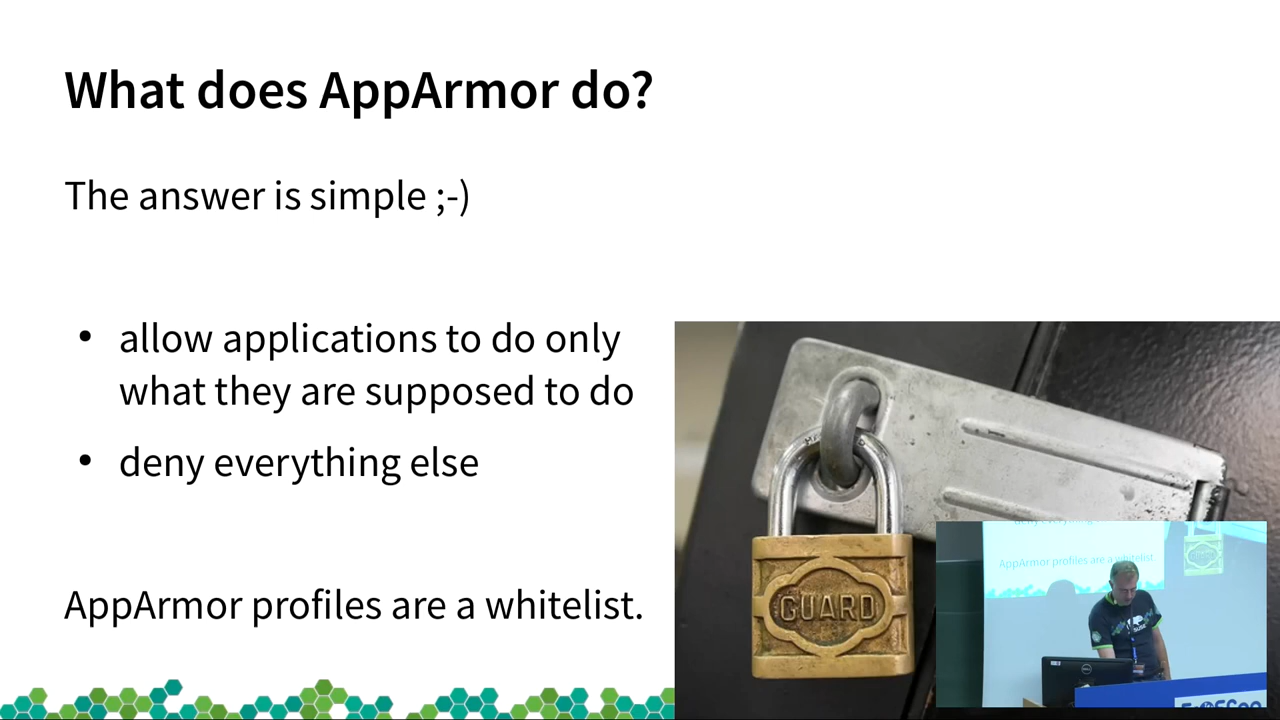 What does AppArmor do?
The answer is simple ;-)
• allow applications to do only
what they are supposed to do
• deny everything else
AppArmor profiles are a whitelist.
GUARD
AppArmor profiles are a whitelist.
DELL